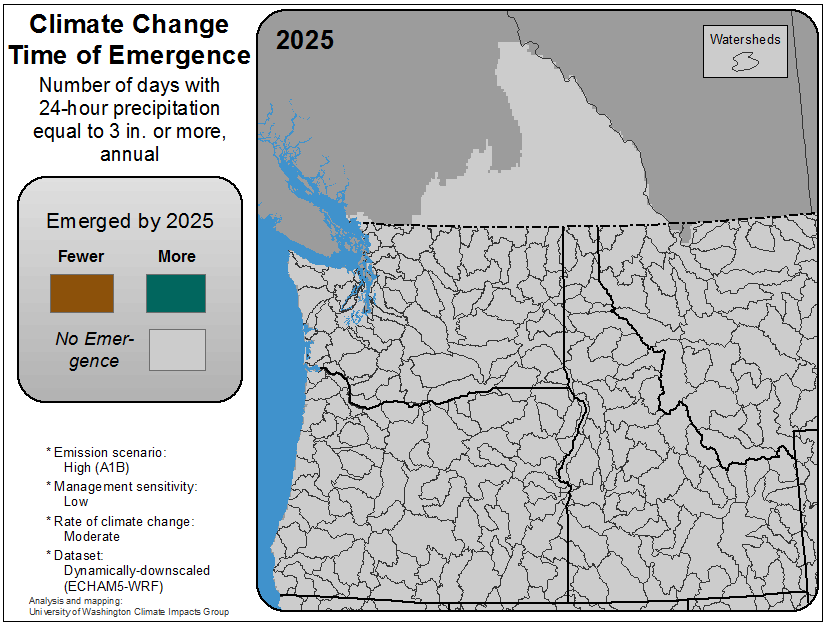 Climate Change
Time of Emergence
Number of days with
24-hour precipitation
equal to 3 in. or more,
annual
Emerged by 2025
Fewer More
No Emer-
gence
* Emission scenario:
High (A1B)
* Management sensitivity:
Low
* Rate of climate change:
Moderate
* Dataset:
Dynamically-downscaled
(ECHAM5-WRF)
Analysis and mapping:
University of Washington Climate Impacts Group
2025
Watersheds